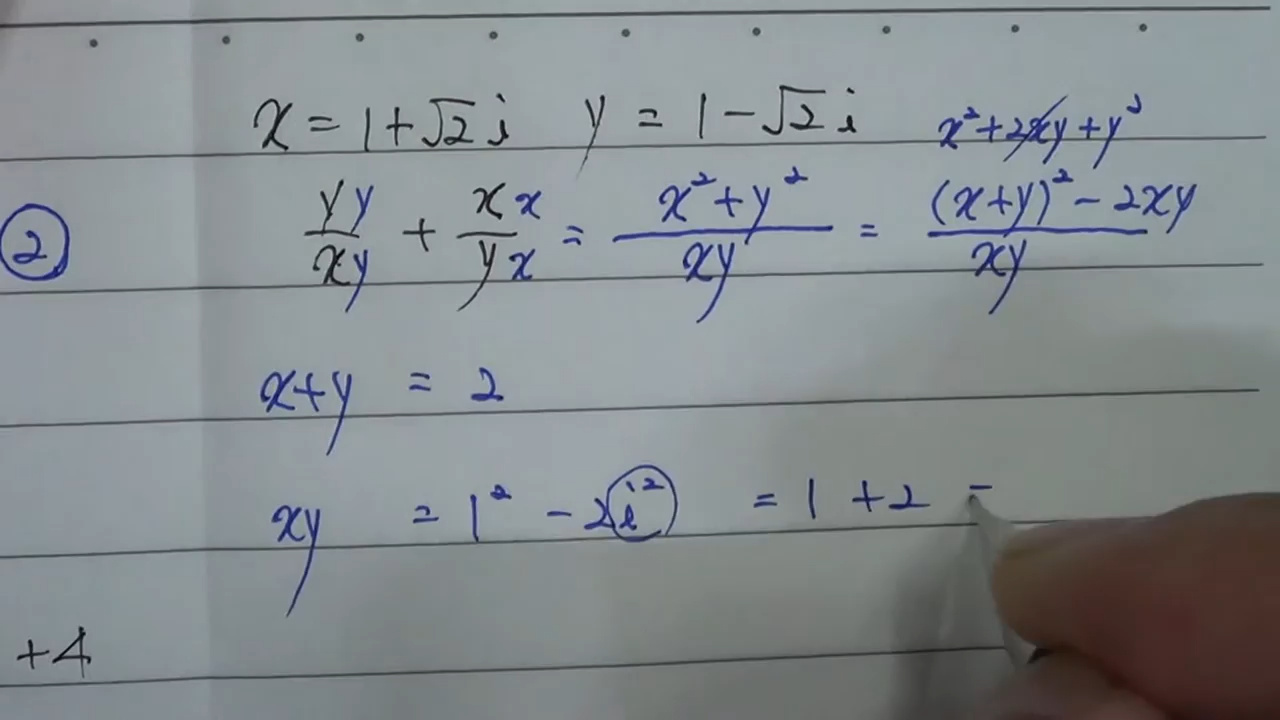 x = 1 + √2 i   y = 1 − √2 i   x² + 2xy + y²
② yy/xy + xx/yx = (x² + y²)/xy = ((x+y)² − 2xy)/xy
x+y = 2
xy = 1² − 2i² = 1 + 2 =
+4